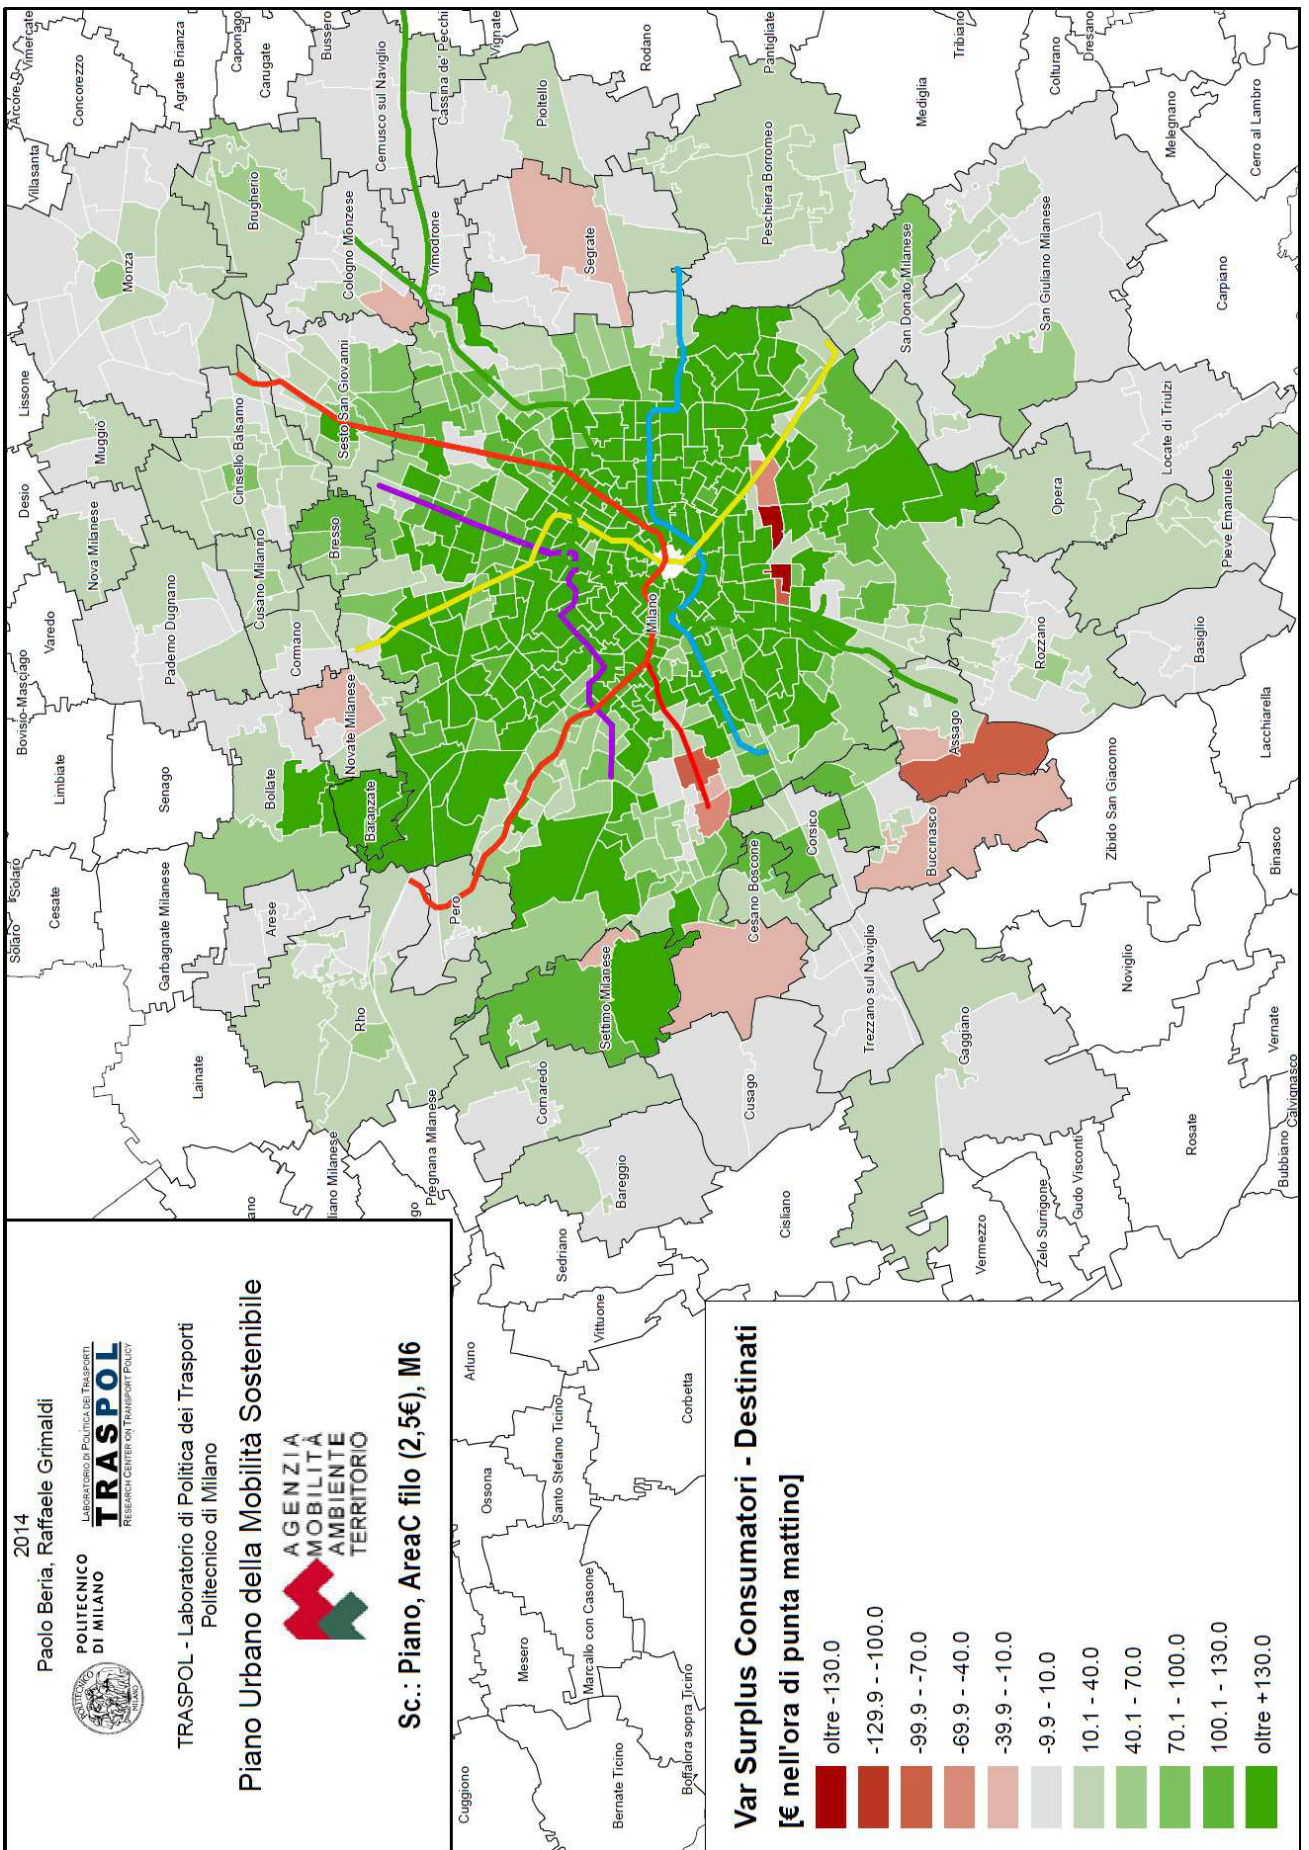 2014
Paolo Beria, Raffaele Grimaldi
POLITECNICO
DI MILANO
LABORATORIO DI POLITICA DEI TRASPORTI
TRASPOL
RESEARCH CENTER ON TRANSPORT POLICY
TRASPOL - Laboratorio di Politica dei Trasporti
Politecnico di Milano
Piano Urbano della Mobilità Sostenibile
AGENZIA
MOBILITÀ
AMBIENTE
TERRITORIO
Sc.: Piano, AreaC filo (2,5€), M6
Var Surplus Consumatori - Destinati
[€ nell'ora di punta mattino]
oltre -130.0
-129.9 - -100.0
-99.9 - -70.0
-69.9 - -40.0
-39.9 - -10.0
-9.9 - 10.0
10.1 - 40.0
40.1 - 70.0
70.1 - 100.0
100.1 - 130.0
oltre +130.0
Solaro
Solaro
Cesate
Limbiate
Bovisio-Masciago
Varedo
Desio
Lissone
Villasanta
Arcore
Vimercate
Concorezzo
Agrate Brianza
Caponago
Carugate
Bussero
Cernusco sul Naviglio
Cassina de' Pecchi
Vignate
Rodano
Pantigliate
Mediglia
Tribiano
Colturano
Dresano
Melegnano
Cerro al Lambro
Carpiano
Garbagnate Milanese
Senago
Paderno Dugnano
Nova Milanese
Muggiò
Monza
Brugherio
Cologno Monzese
Vimodrone
Pioltello
Segrate
Peschiera Borromeo
San Donato Milanese
San Giuliano Milanese
Locate di Triulzi
Opera
Pieve Emanuele
Lainate
Arese
Rho
Bollate
Baranzate
Novate Milanese
Cormano
Cusano Milanino
Bresso
Cinisello Balsamo
Sesto San Giovanni
Pero
Milano
Settimo Milanese
Cornaredo
Bareggio
Cusago
Cesano Boscone
Corsico
Trezzano sul Naviglio
Buccinasco
Assago
Rozzano
Basiglio
Lacchiarella
Zibido San Giacomo
Binasco
Noviglio
Gaggiano
Vernate
Calvignasco
Bubbiano
Rosate
Gudo Visconti
Zelo Surrigone
Vermezzo
Cisliano
Sedriano
Pregnana Milanese
liano Milanese
ano
go
Vittuone
Arluno
Corbetta
Santo Stefano Ticino
Ossona
Marcallo con Casone
Mesero
Boffalora sopra Ticino
Bernate Ticino
Cuggiono